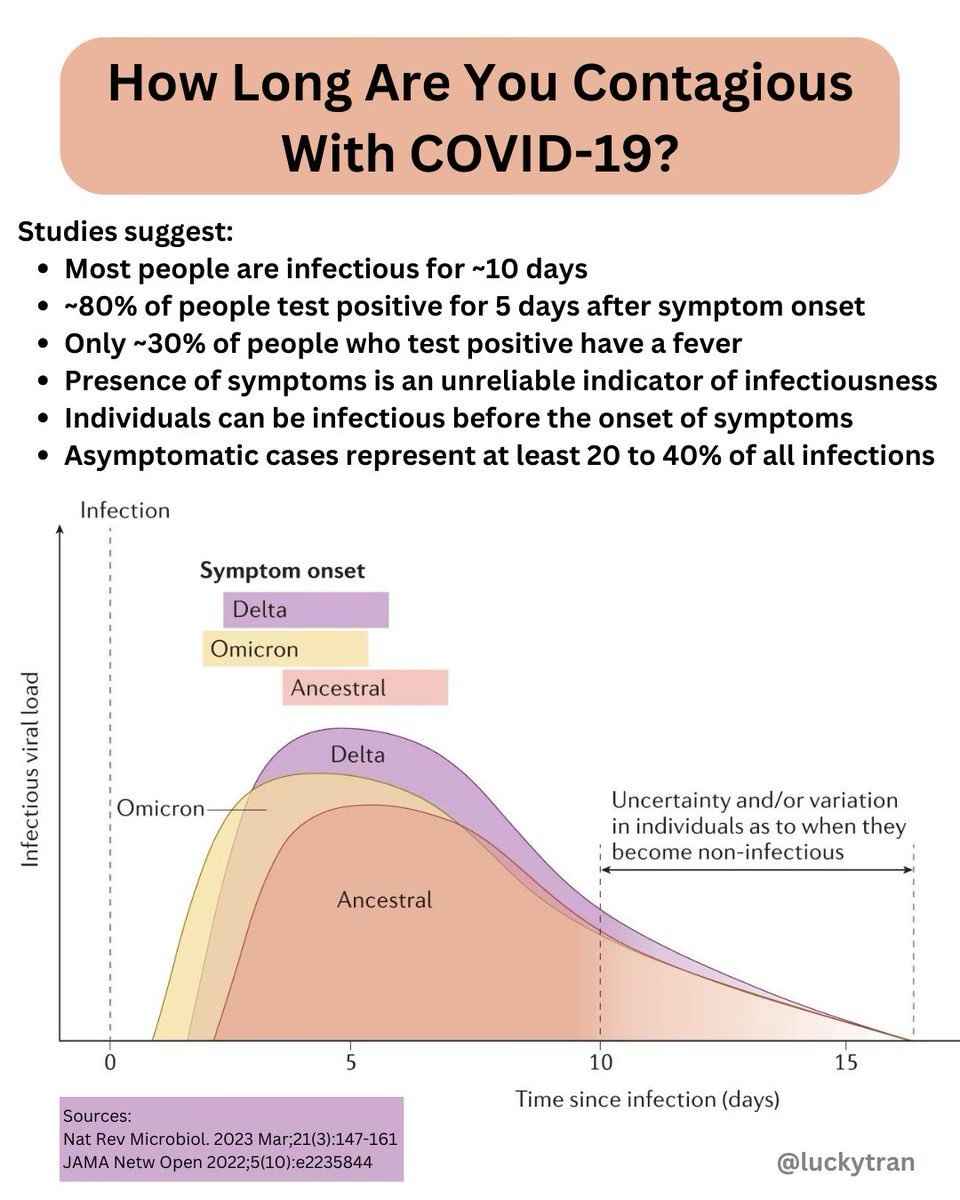 How Long Are You Contagious
With COVID-19?
Studies suggest:
• Most people are infectious for ~10 days
• ~80% of people test positive for 5 days after symptom onset
• Only ~30% of people who test positive have a fever
• Presence of symptoms is an unreliable indicator of infectiousness
• Individuals can be infectious before the onset of symptoms
• Asymptomatic cases represent at least 20 to 40% of all infections
Infection
Symptom onset
Delta
Omicron
Ancestral
Infectious viral load
Delta
Omicron
Ancestral
Uncertainty and/or variation
in individuals as to when they
become non-infectious
0 5 10 15
Time since infection (days)
Sources:
Nat Rev Microbiol. 2023 Mar;21(3):147-161
JAMA Netw Open 2022;5(10):e2235844
@luckytran